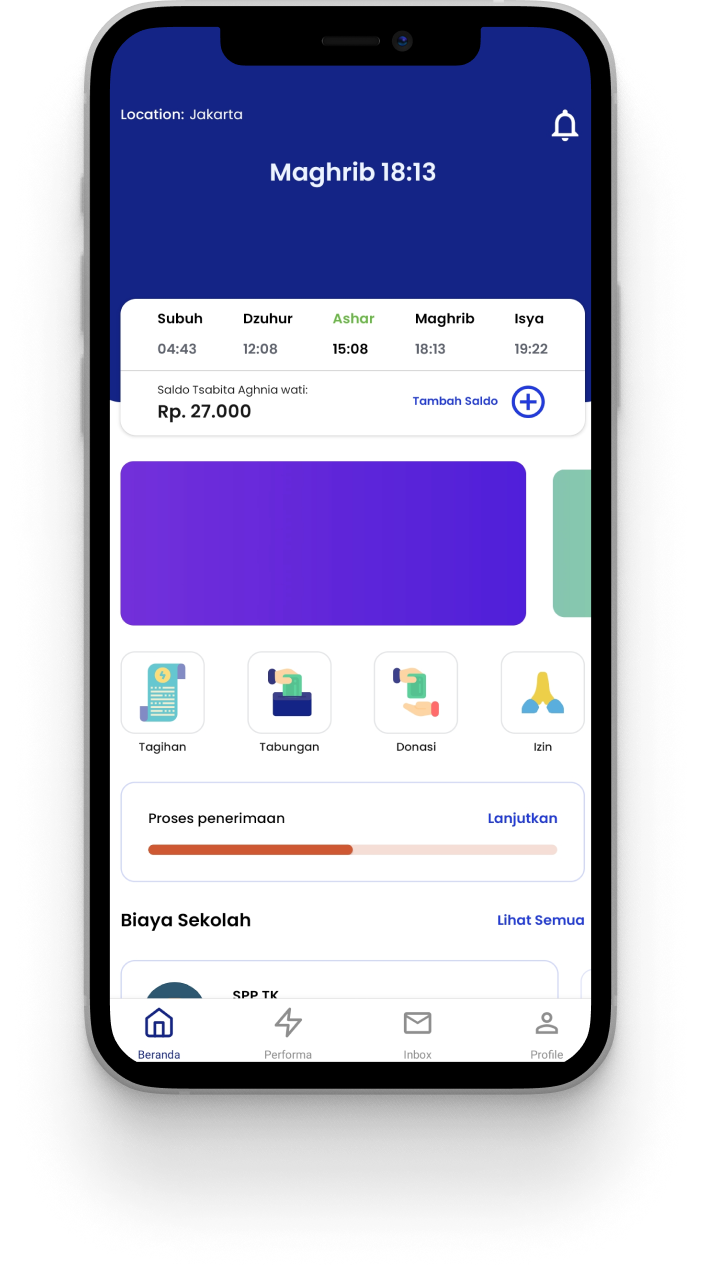 Location: Jakarta
Maghrib 18:13
Subuh Dzuhur Ashar Maghrib Isya
04:43 12:08 15:08 18:13 19:22
Saldo Tsabita Aghnia wati:
Rp. 27.000
Tambah Saldo
Tagihan Tabungan Donasi Izin
Proses penerimaan Lanjutkan
Biaya Sekolah Lihat Semua
SPP TK
Beranda Performa Inbox Profile